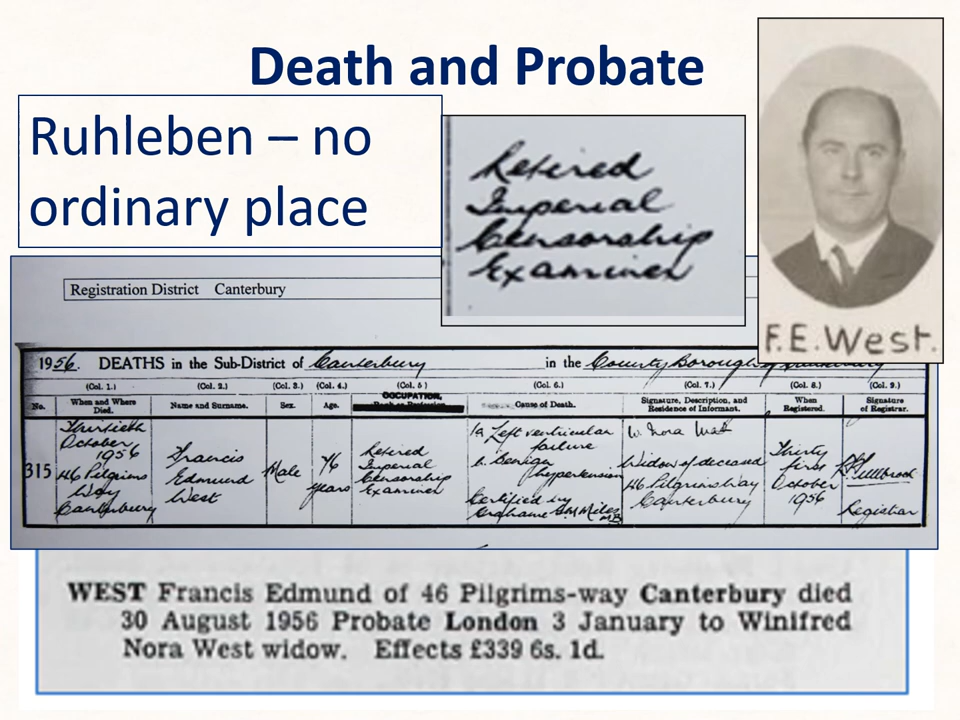 Death and Probate
Ruhleben – no
ordinary place
Retired
Imperial
Censorship
Examiner
F.E.West.
Registration District Canterbury
1956. DEATHS in the Sub-District of Canterbury in the County Borough of
(Col. 1.) (Col. 2.) (Col. 3.) (Col. 4.) (Col. 5) (Col. 6.) (Col. 7.) (Col. 8.) (Col. 9.)
No. When and Where Died. Name and Surname. Sex. Age. OCCUPATION, Cause of Death. Signature, Description, and Residence of Informant. When Registered. Signature of Registrar.
315
Thirtieth
October
1956
46 Pilgrims
Way
Canterbury
Francis
Edmund
West
Male
76
years
Retired
Imperial
Censorship
Examiner
1a Left ventricular
failure
b. Benign
hypertension
Certified by
Grahame S.M Miles
MB
W. Nora West
Widow of deceased
46 Pilgrims Way
Canterbury
Thirty
first
October
1956
Registrar
WEST Francis Edmund of 46 Pilgrims-way Canterbury died
30 August 1956 Probate London 3 January to Winifred
Nora West widow. Effects £339 6s. 1d.